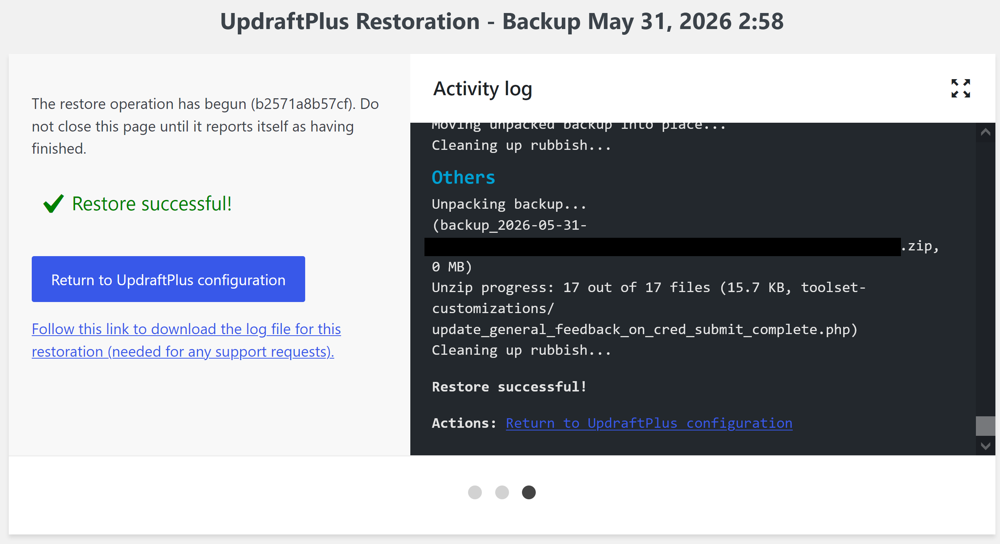 UpdraftPlus Restoration - Backup May 31, 2026 2:58
The restore operation has begun (b2571a8b57cf). Do
not close this page until it reports itself as having
finished.
Restore successful!
Return to UpdraftPlus configuration
Follow this link to download the log file for this
restoration (needed for any support requests).
Activity log
Moving unpacked backup into place...
Cleaning up rubbish...
Others
Unpacking backup...
(backup_2026-05-31-
.zip,
0 MB)
Unzip progress: 17 out of 17 files (15.7 KB, toolset-
customizations/
update_general_feedback_on_cred_submit_complete.php)
Cleaning up rubbish...
Restore successful!
Actions: Return to UpdraftPlus configuration